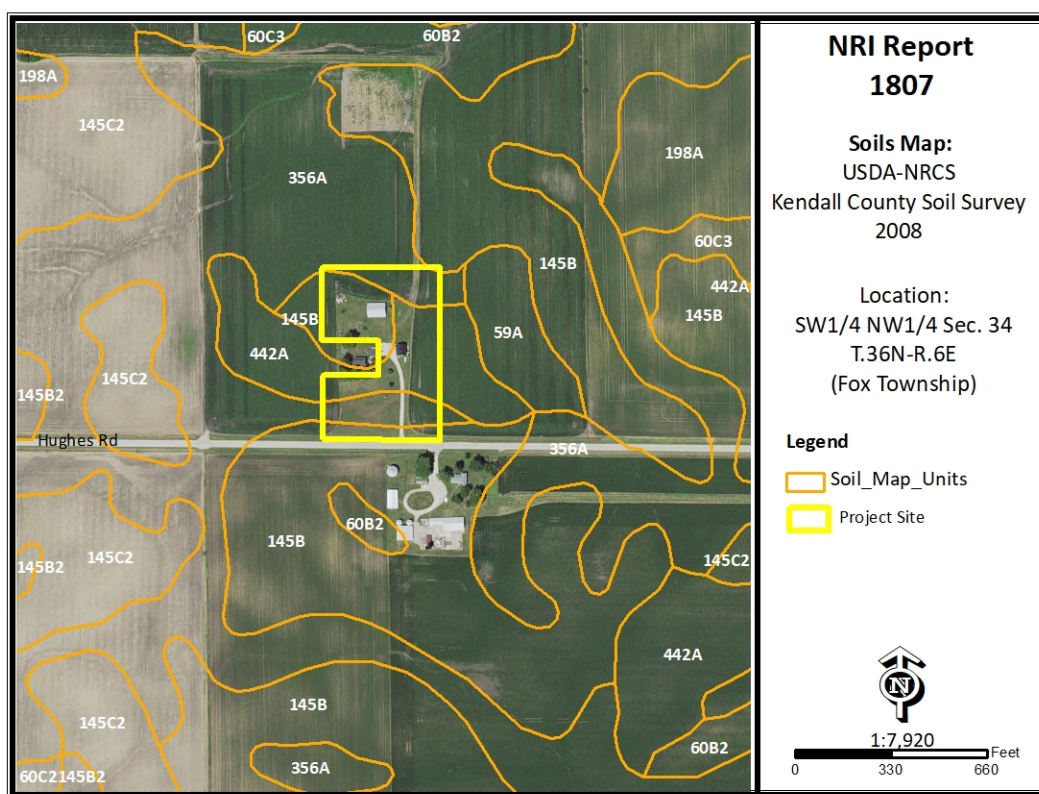 60C3
60B2
198A
145C2
356A
198A
60C3
145B
442A
145B
145B
59A
442A
145C2
145B2
Hughes Rd
356A
60B2
145B
145C2
145C2
145B2
442A
145B
145C2
60B2
356A
60C2145B2
NRI Report
1807
Soils Map:
USDA-NRCS
Kendall County Soil Survey
2008
Location:
SW1/4 NW1/4 Sec. 34
T.36N-R.6E
(Fox Township)
Legend
Soil_Map_Units
Project Site
N
1:7,920
Feet
0 330 660